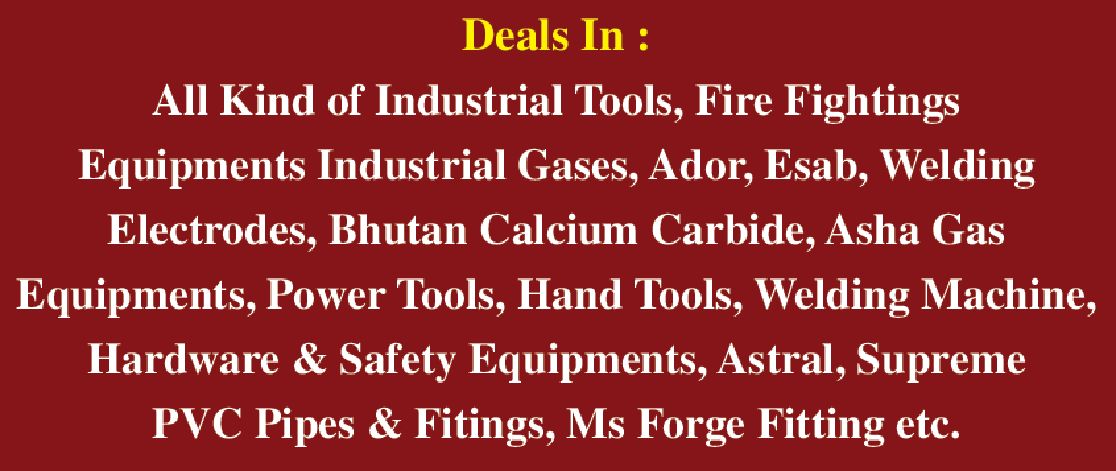 Deals In :
All Kind of Industrial Tools, Fire Fightings
Equipments Industrial Gases, Ador, Esab, Welding
Electrodes, Bhutan Calcium Carbide, Asha Gas
Equipments, Power Tools, Hand Tools, Welding Machine,
Hardware & Safety Equipments, Astral, Supreme
PVC Pipes & Fitings, Ms Forge Fitting etc.